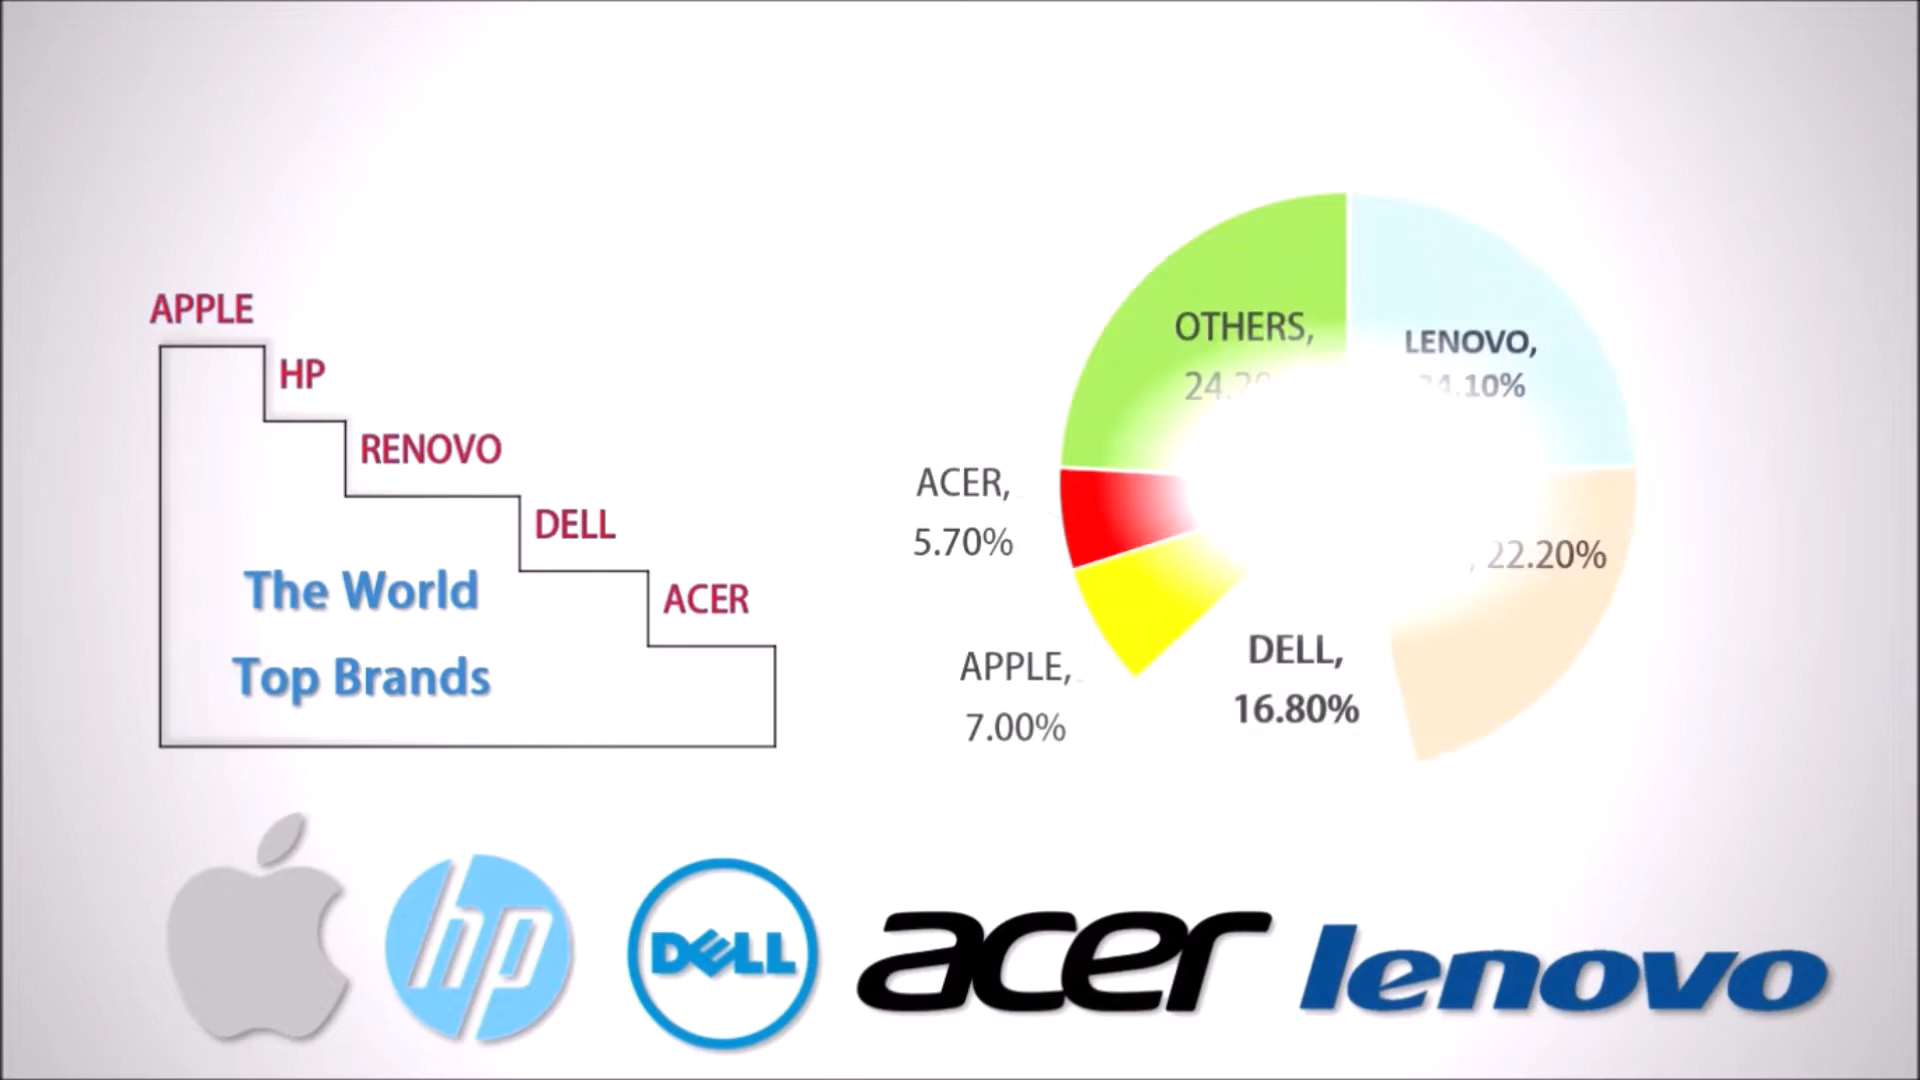 APPLE
HP
RENOVO
DELL
ACER
The World
Top Brands
OTHERS,
LENOVO,
ACER,
5.70%
22.20%
APPLE,
7.00%
DELL,
16.80%
hp
DELL
acer
lenovo